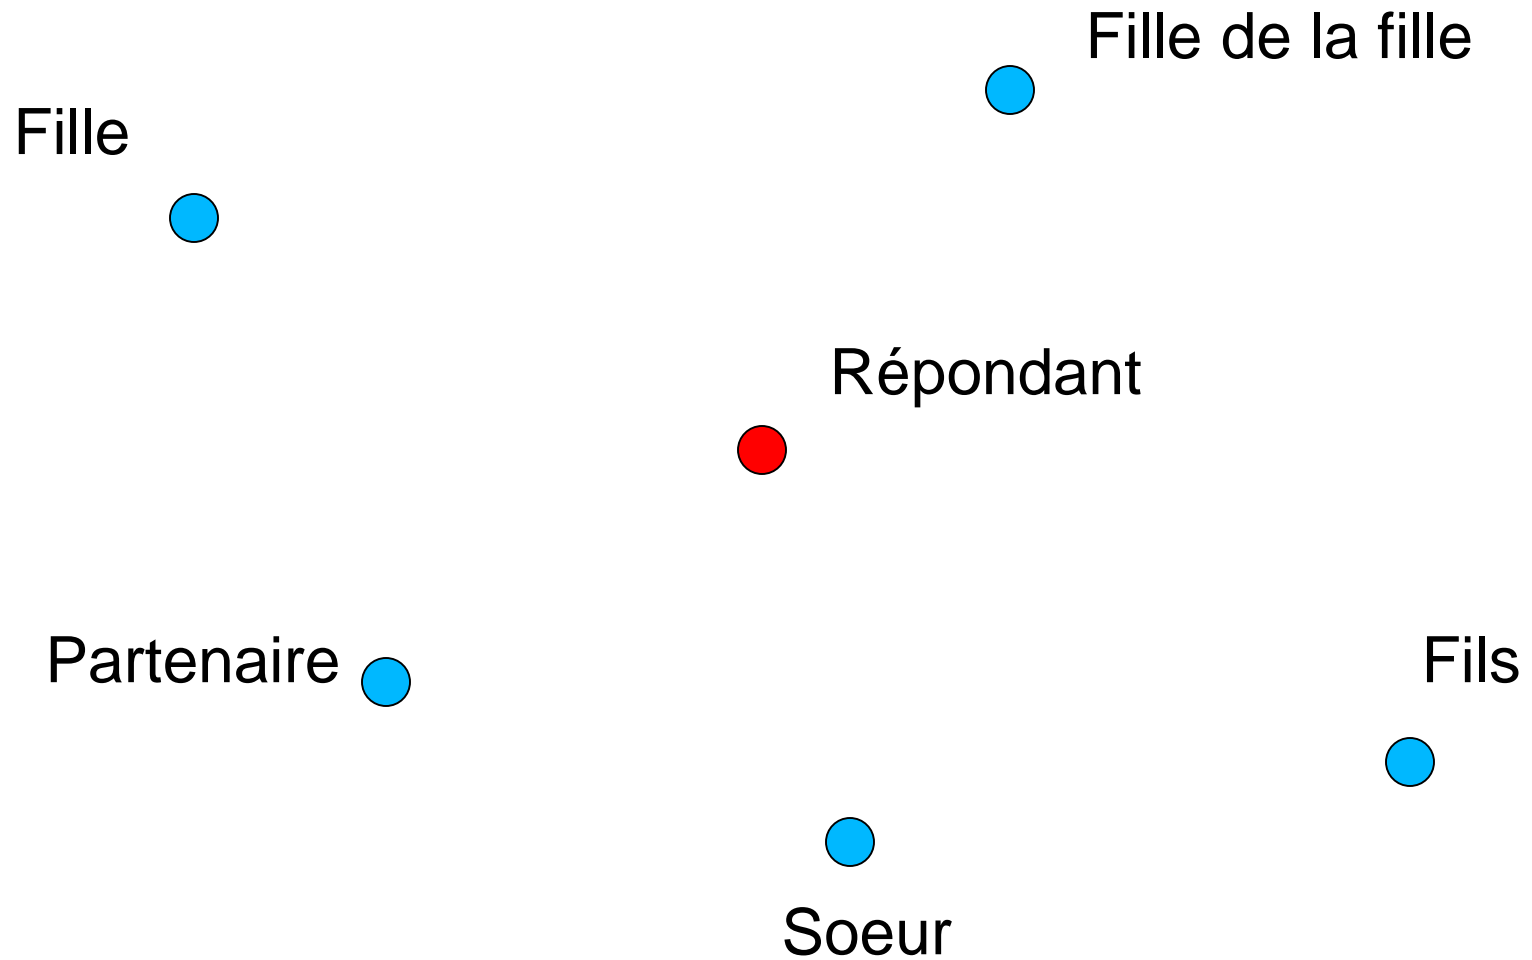 Fille de la fille
Fille
Répondant
Partenaire
Fils
Soeur